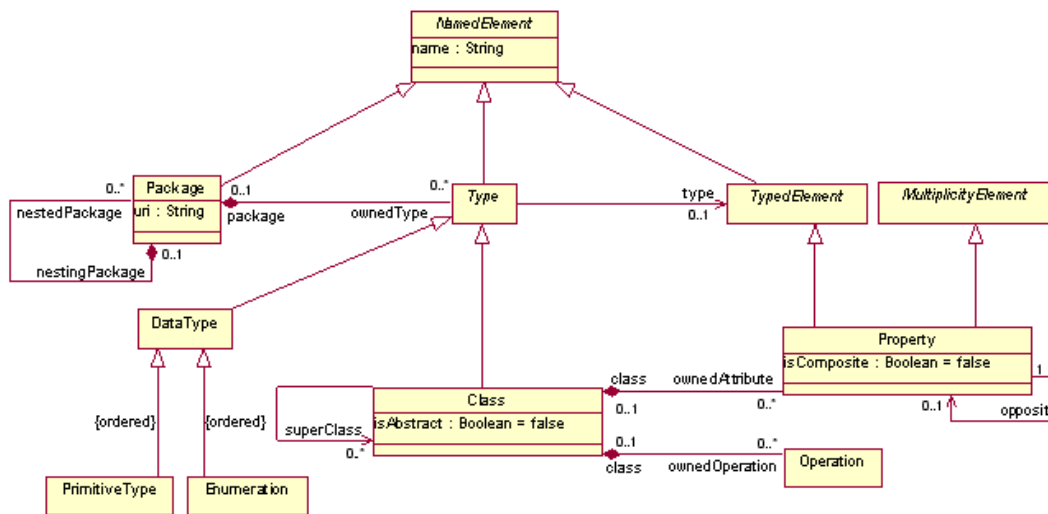 NamedElement
name : String
0..*
Package
uri : String
0..1
package
nestedPackage
nestingPackage
0..1
0..*
ownedType
Type
type
0..1
TypedElement
MultiplicityElement
DataType
{ordered}
{ordered}
PrimitiveType
Enumeration
superClass
0..*
Class
isAbstract : Boolean = false
class
0..1
ownedAttribute
0..*
0..1
class
0..*
ownedOperation
Operation
Property
isComposite : Boolean = false
0..1
1
opposit